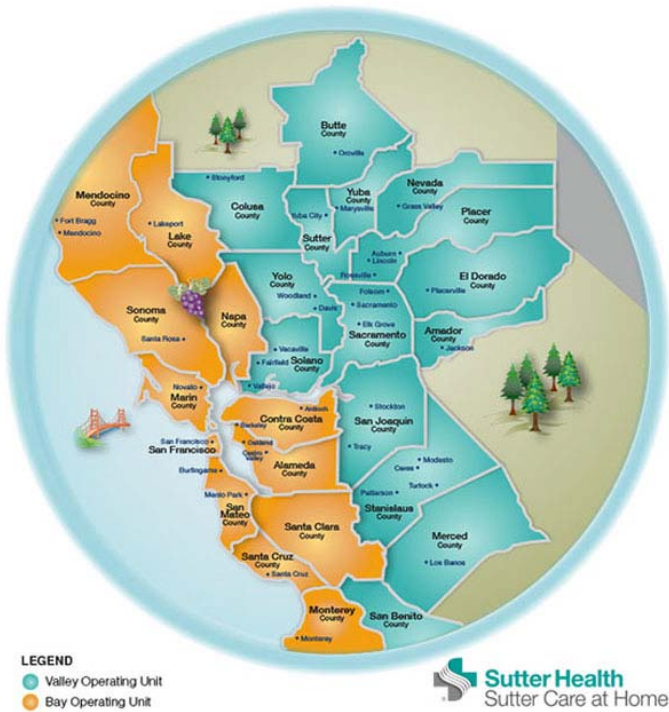 Butte
County
Oroville
Mendocino
County
Fort Bragg
Mendocino
Lakeport
Lake
County
Stonyford
Colusa
County
Yuba City
Sutter
County
Yuba
County
Marysville
Nevada
County
Grass Valley
Placer
County
Auburn
Lincoln
Roseville
El Dorado
County
Placerville
Yolo
County
Woodland
Davis
Folsom
Sacramento
Elk Grove
Sacramento
County
Amador
County
Jackson
Sonoma
County
Santa Rosa
Napa
County
Vacaville
Fairfield
Solano
County
Vallejo
Novato
Marin
County
Antioch
Contra Costa
County
Berkeley
Oakland
Castro
Valley
Alameda
County
San Francisco
San Francisco
Burlingame
Menlo Park
San
Mateo
County
Stockton
San Joaquin
County
Tracy
Modesto
Ceres
Turlock
Patterson
Stanislaus
County
Merced
County
Los Banos
Santa Clara
County
Santa Cruz
County
Santa Cruz
Monterey
County
Monterey
San Benito
County
LEGEND
Valley Operating Unit
Bay Operating Unit
Sutter Health
Sutter Care at Home